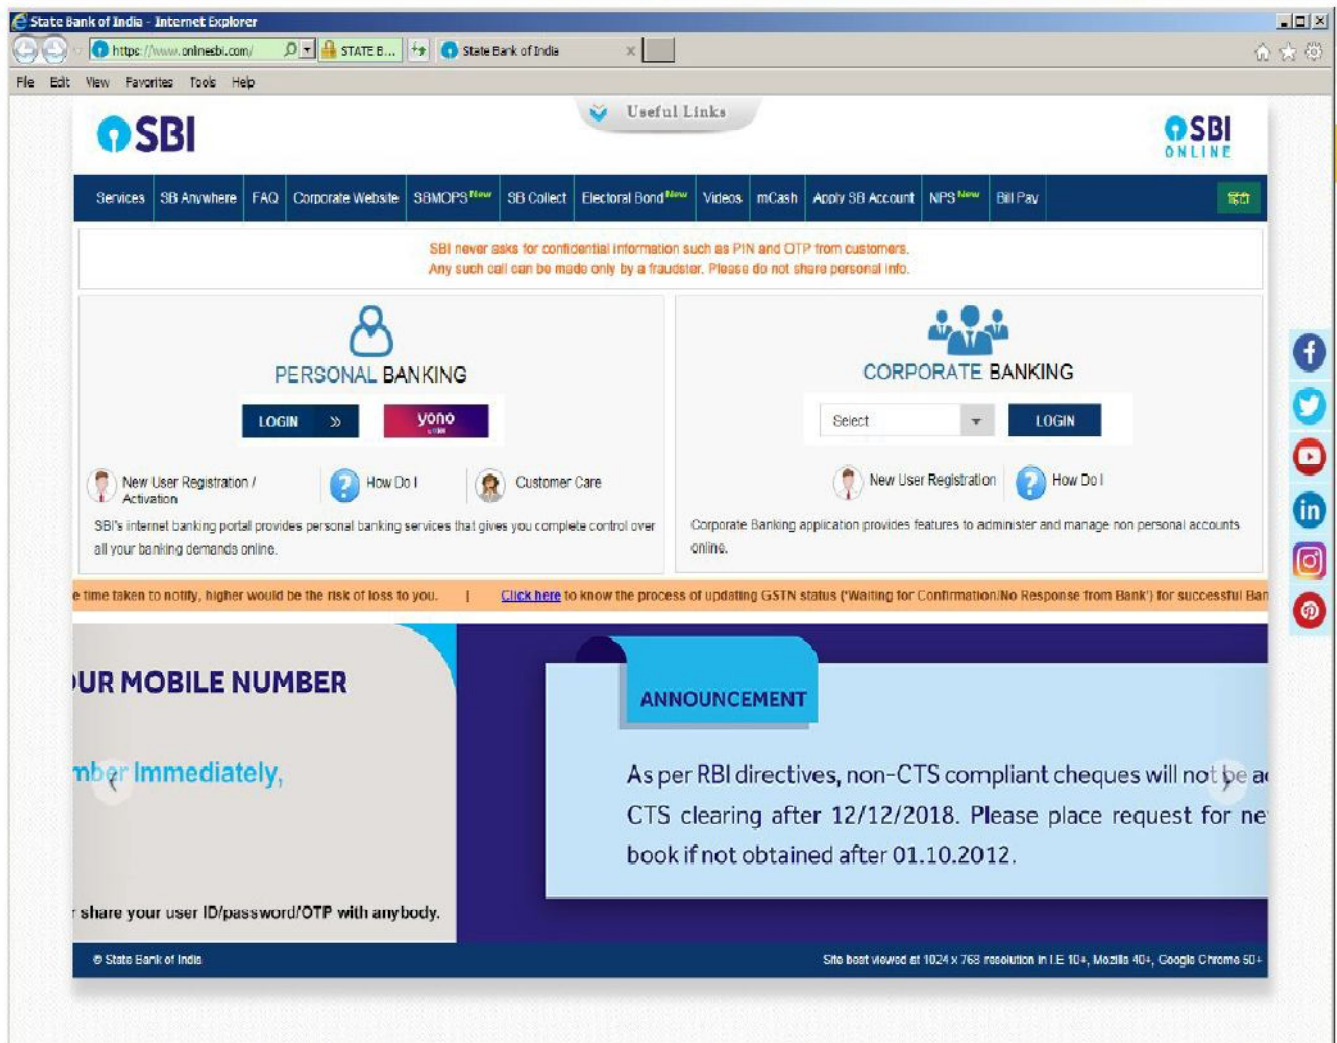 State Bank of India - Internet Explorer
https://www.onlinesbi.com/
STATE B...
State Bank of India
File Edit View Favorites Tools Help
SBI
Useful Links
SBI
ONLINE
Services SB Anywhere FAQ Corporate Website SBMOPS New SB Collect Electoral Bond New Videos mCash Apply SB Account NPS New Bill Pay हिंदी
SBI never asks for confidential information such as PIN and OTP from customers.
Any such call can be made only by a fraudster. Please do not share personal info.
PERSONAL BANKING
LOGIN »
yono
New User Registration /
Activation
How Do I
Customer Care
SBI's internet banking portal provides personal banking services that gives you complete control over
all your banking demands online.
CORPORATE BANKING
Select
LOGIN
New User Registration
How Do I
Corporate Banking application provides features to administer and manage non personal accounts
online.
e time taken to notify, higher would be the risk of loss to you. | Click here to know the process of updating GSTN status ('Waiting for Confirmation/No Response from Bank') for successful Ban
UR MOBILE NUMBER
mber Immediately,
share your user ID/password/OTP with anybody.
ANNOUNCEMENT
As per RBI directives, non-CTS compliant cheques will not be ac
CTS clearing after 12/12/2018. Please place request for ne
book if not obtained after 01.10.2012.
© State Bank of India
Site best viewed at 1024 x 768 resolution in I.E 10+, Mozilla 40+, Google Chrome 50+